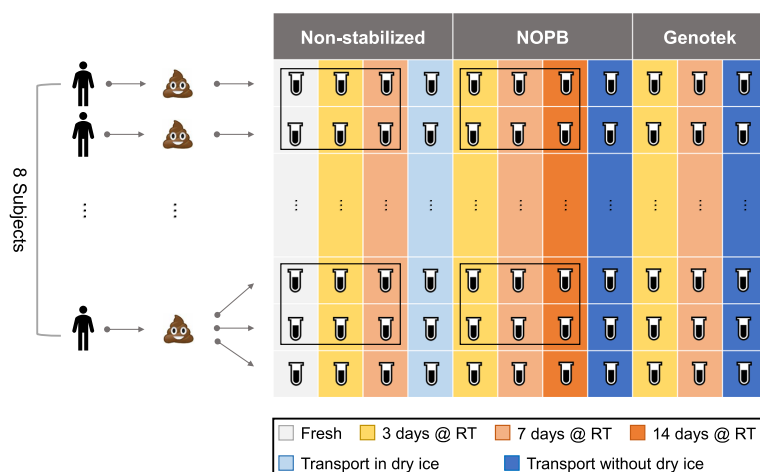 Non-stabilized NOPB Genotek
8 Subjects
Fresh 3 days @ RT 7 days @ RT 14 days @ RT
Transport in dry ice Transport without dry ice